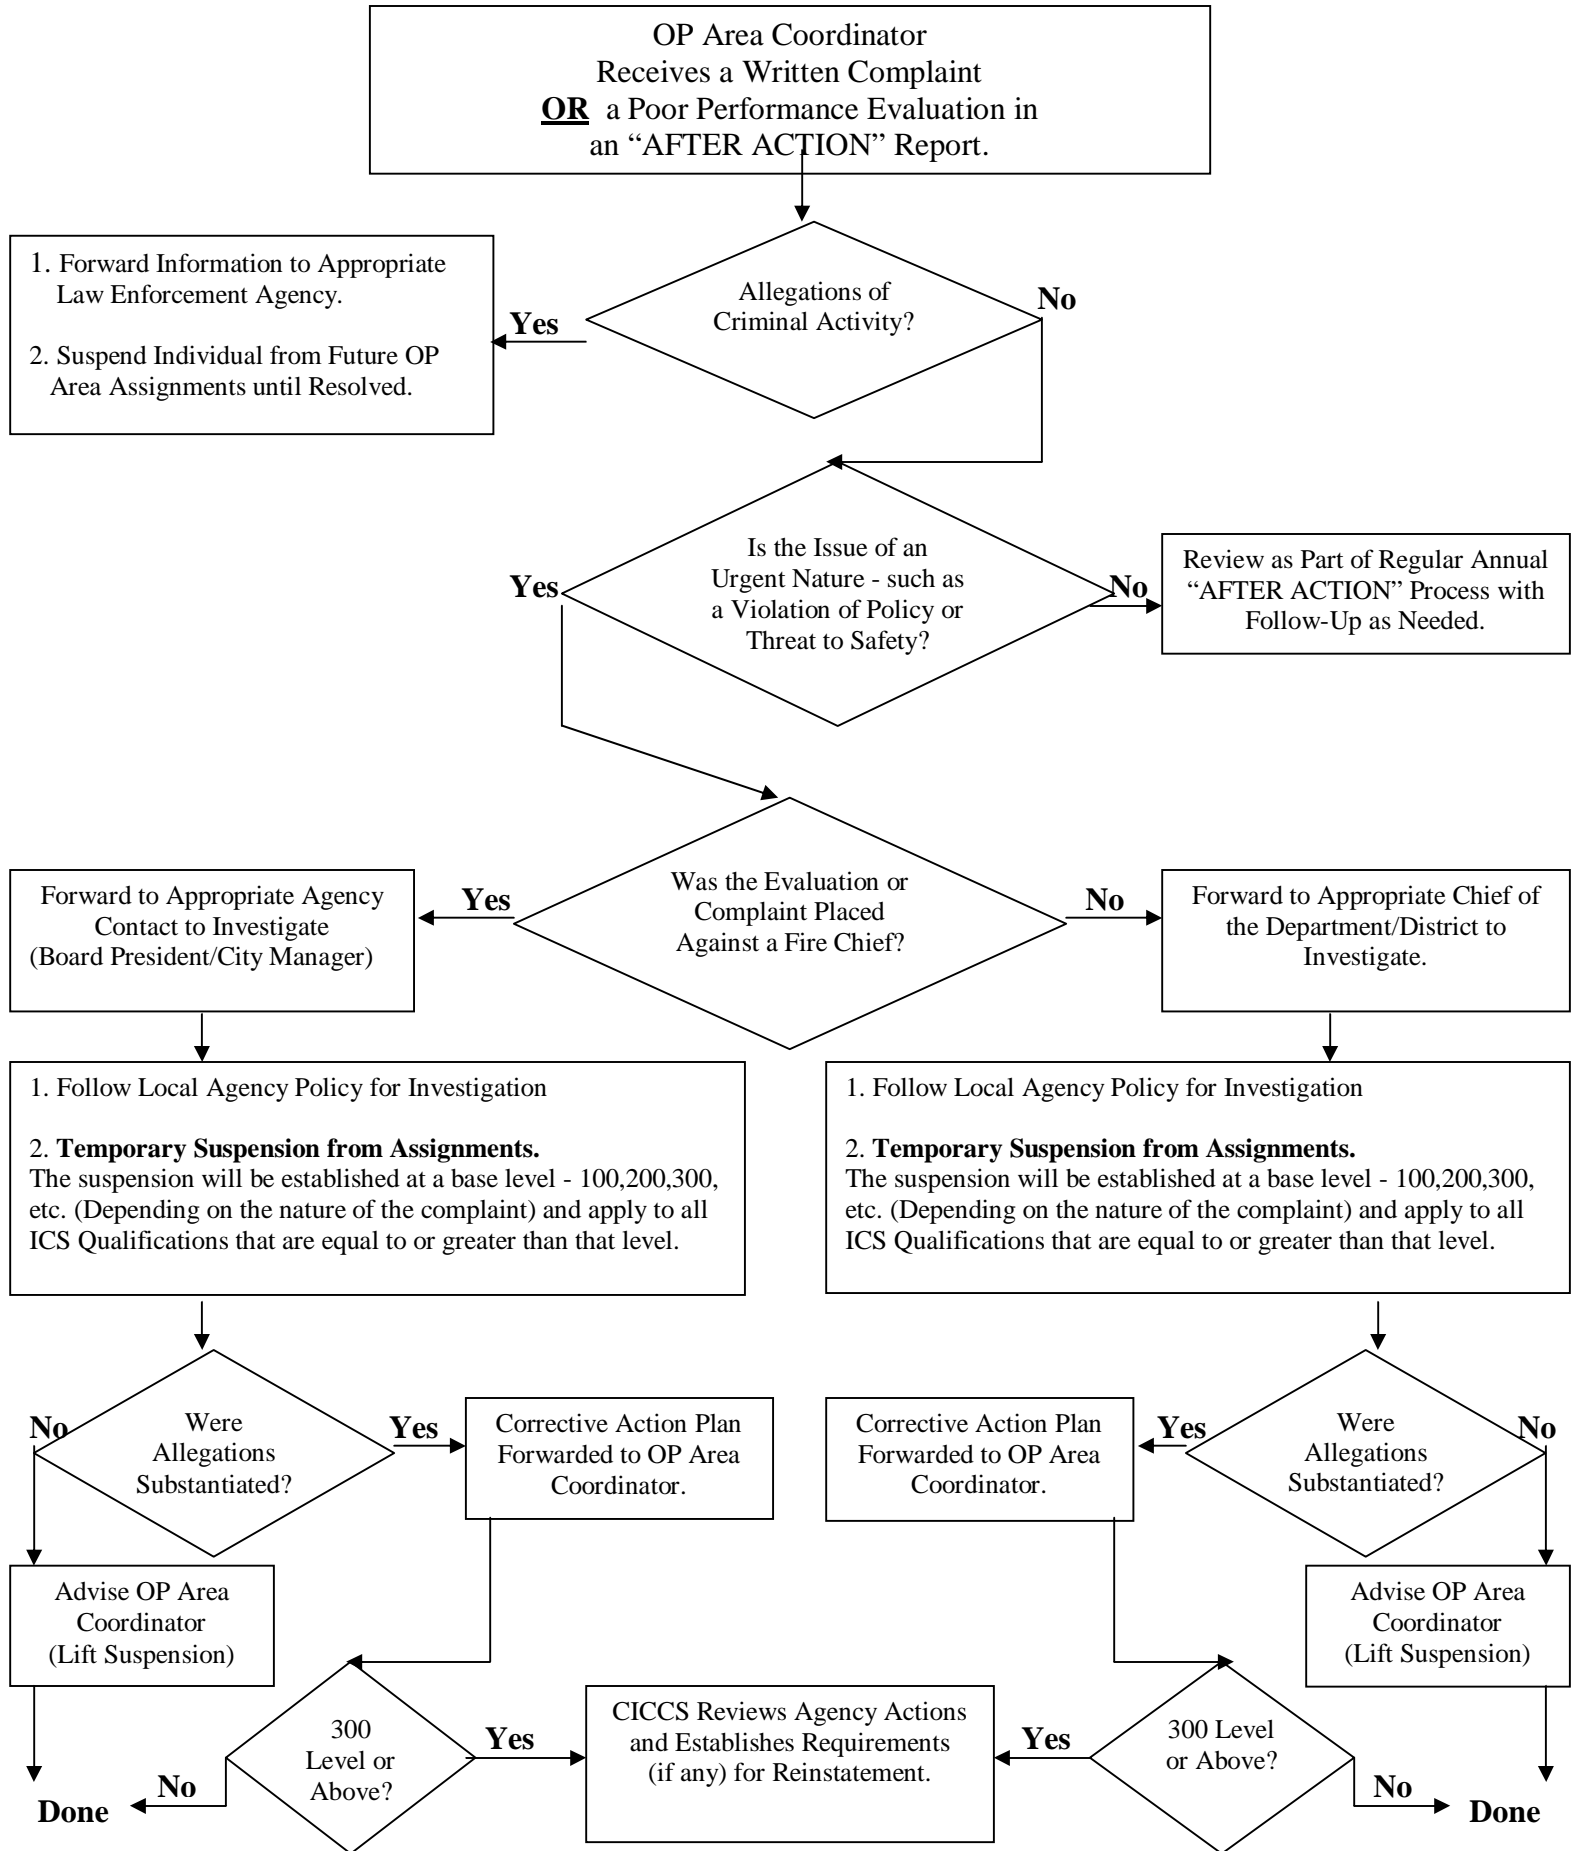 OP Area Coordinator
Receives a Written Complaint
OR a Poor Performance Evaluation in
an “AFTER ACTION” Report.
1. Forward Information to Appropriate
Law Enforcement Agency.
2. Suspend Individual from Future OP
Area Assignments until Resolved.
Yes
Allegations of
Criminal Activity?
No
Yes
Is the Issue of an
Urgent Nature - such as
a Violation of Policy or
Threat to Safety?
No
Review as Part of Regular Annual
“AFTER ACTION” Process with
Follow-Up as Needed.
Forward to Appropriate Agency
Contact to Investigate
(Board President/City Manager)
Yes
Was the Evaluation or
Complaint Placed
Against a Fire Chief?
No
Forward to Appropriate Chief of
the Department/District to
Investigate.
1. Follow Local Agency Policy for Investigation
2. Temporary Suspension from Assignments.
The suspension will be established at a base level - 100,200,300,
etc. (Depending on the nature of the complaint) and apply to all
ICS Qualifications that are equal to or greater than that level.
1. Follow Local Agency Policy for Investigation
2. Temporary Suspension from Assignments.
The suspension will be established at a base level - 100,200,300,
etc. (Depending on the nature of the complaint) and apply to all
ICS Qualifications that are equal to or greater than that level.
No
Were
Allegations
Substantiated?
Yes
Corrective Action Plan
Forwarded to OP Area
Coordinator.
Corrective Action Plan
Forwarded to OP Area
Coordinator.
Yes
Were
Allegations
Substantiated?
No
Advise OP Area
Coordinator
(Lift Suspension)
Advise OP Area
Coordinator
(Lift Suspension)
Done
No
300
Level or
Above?
Yes
CICCS Reviews Agency Actions
and Establishes Requirements
(if any) for Reinstatement.
Yes
300 Level
or Above?
No
Done